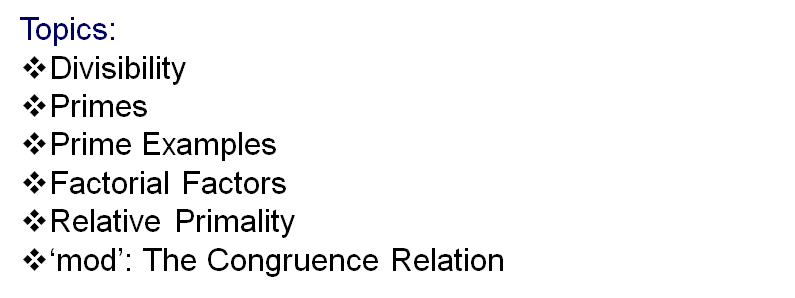 Topics:
❖Divisibility
❖Primes
❖Prime Examples
❖Factorial Factors
❖Relative Primality
❖‘mod’: The Congruence Relation